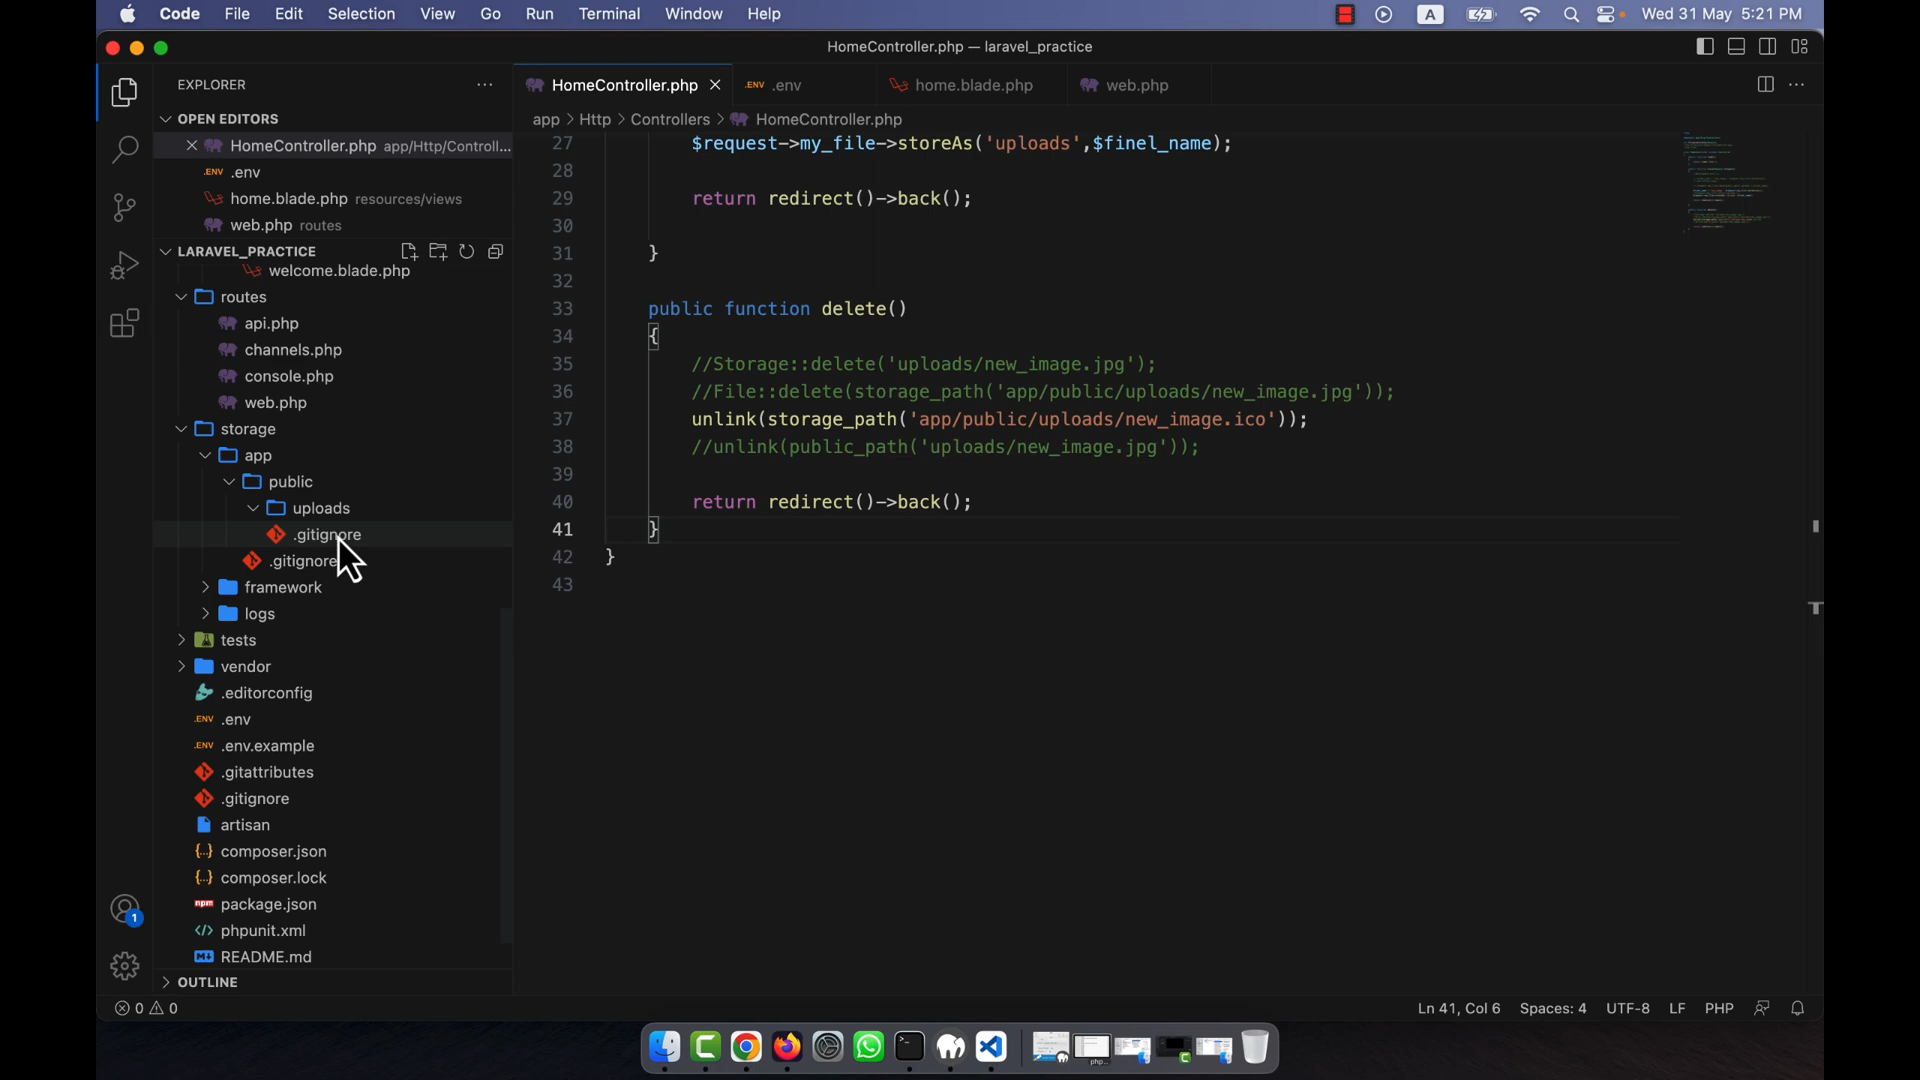 Code File Edit Selection View Go Run Terminal Window Help A Wed 31 May 5:21 PM
HomeController.php — laravel_practice
EXPLORER
HomeController.php
.ENV .env
home.blade.php
web.php
OPEN EDITORS
app > Http > Controllers > HomeController.php
HomeController.php app/Http/Controll...
.ENV .env
home.blade.php resources/views
web.php routes
LARAVEL_PRACTICE
welcome.blade.php
routes
api.php
channels.php
console.php
web.php
storage
app
public
uploads
.gitignore
.gitignore
framework
logs
tests
vendor
.editorconfig
.ENV .env
.ENV .env.example
.gitattributes
.gitignore
artisan
{..} composer.json
{..} composer.lock
npm package.json
</> phpunit.xml
README.md
OUTLINE
27 $request->my_file->storeAs('uploads',$finel_name);
28
29 return redirect()->back();
30
31 }
32
33 public function delete()
34 {
35 //Storage::delete('uploads/new_image.jpg');
36 //File::delete(storage_path('app/public/uploads/new_image.jpg'));
37 unlink(storage_path('app/public/uploads/new_image.ico'));
38 //unlink(public_path('uploads/new_image.jpg'));
39
40 return redirect()->back();
41 }
42 }
43
1
0 0 Ln 41, Col 6 Spaces: 4 UTF-8 LF PHP